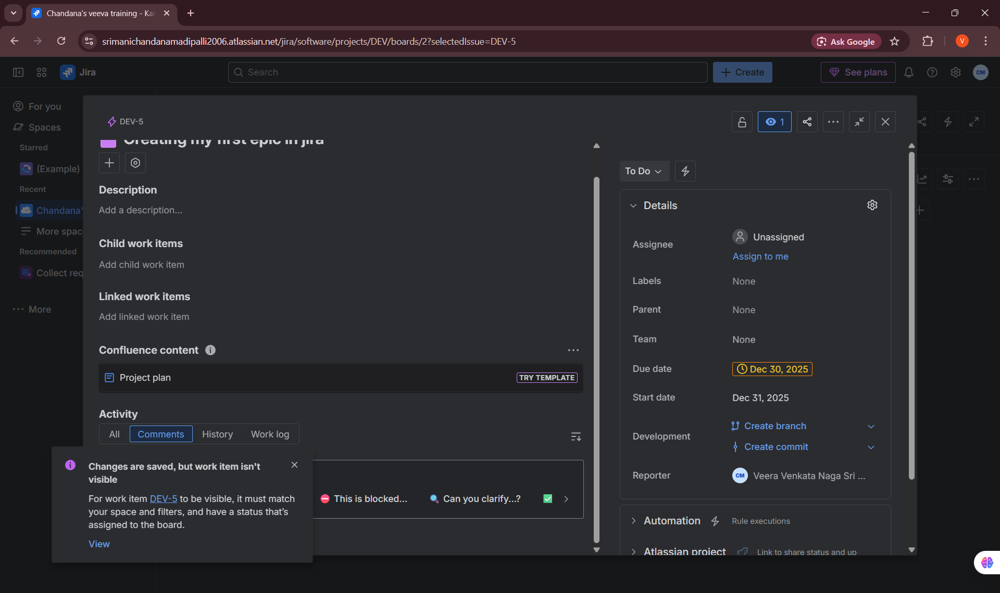 Chandana's veeva training - Ka
srimanichandanamadipalli2006.atlassian.net/jira/software/projects/DEV/boards/2?selectedIssue=DEV-5
Ask Google
V
Jira
Search
Create
See plans
CM
For you
Spaces
Starred
(Example)
Recent
Chandana'
More spac
Recommended
Collect req
More
DEV-5
1
Creating my first epic in jira
Description
Add a description...
Child work items
Add child work item
Linked work items
Add linked work item
Confluence content
Project plan
TRY TEMPLATE
Activity
All
Comments
History
Work log
This is blocked...
Can you clarify...?
Changes are saved, but work item isn't
visible
For work item DEV-5 to be visible, it must match
your space and filters, and have a status that's
assigned to the board.
View
To Do
Details
Assignee
Unassigned
Assign to me
Labels
None
Parent
None
Team
None
Due date
Dec 30, 2025
Start date
Dec 31, 2025
Development
Create branch
Create commit
Reporter
CM
Veera Venkata Naga Sri ...
Automation
Rule executions
Atlassian project
Link to share status and up